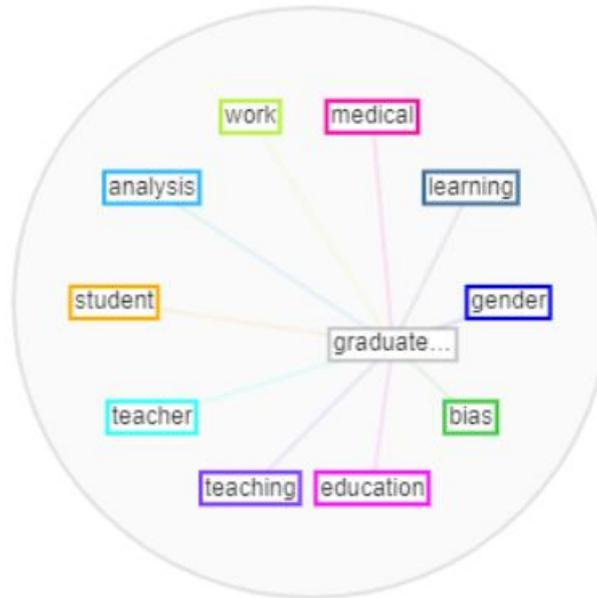 work
medical
analysis
learning
student
gender
graduate...
teacher
bias
teaching
education